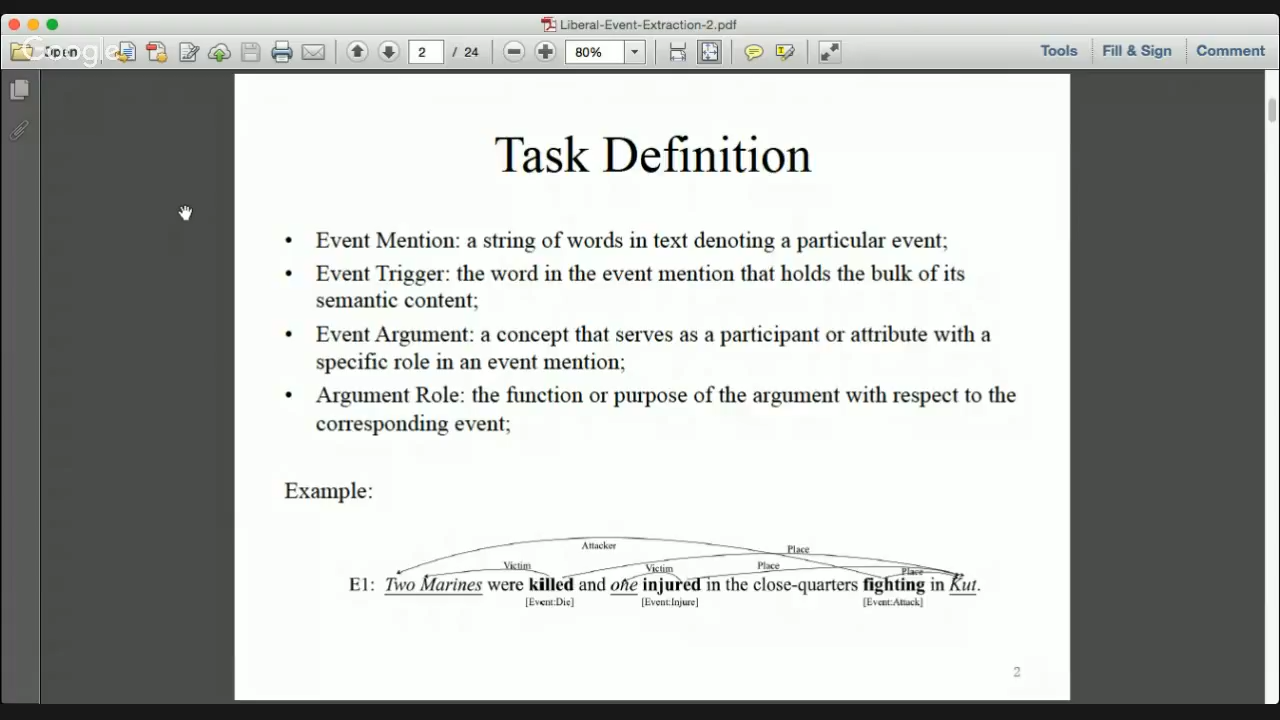 Liberal-Event-Extraction-2.pdf
Google
Open
2 / 24
80%
Tools
Fill & Sign
Comment
Task Definition
• Event Mention: a string of words in text denoting a particular event;
• Event Trigger: the word in the event mention that holds the bulk of its
semantic content;
• Event Argument: a concept that serves as a participant or attribute with a
specific role in an event mention;
• Argument Role: the function or purpose of the argument with respect to the
corresponding event;
Example:
Attacker
Place
Victim
Victim
Place
Place
E1: Two Marines were killed and one injured in the close-quarters fighting in Kut.
[Event:Die]
[Event:Injure]
[Event:Attack]
2